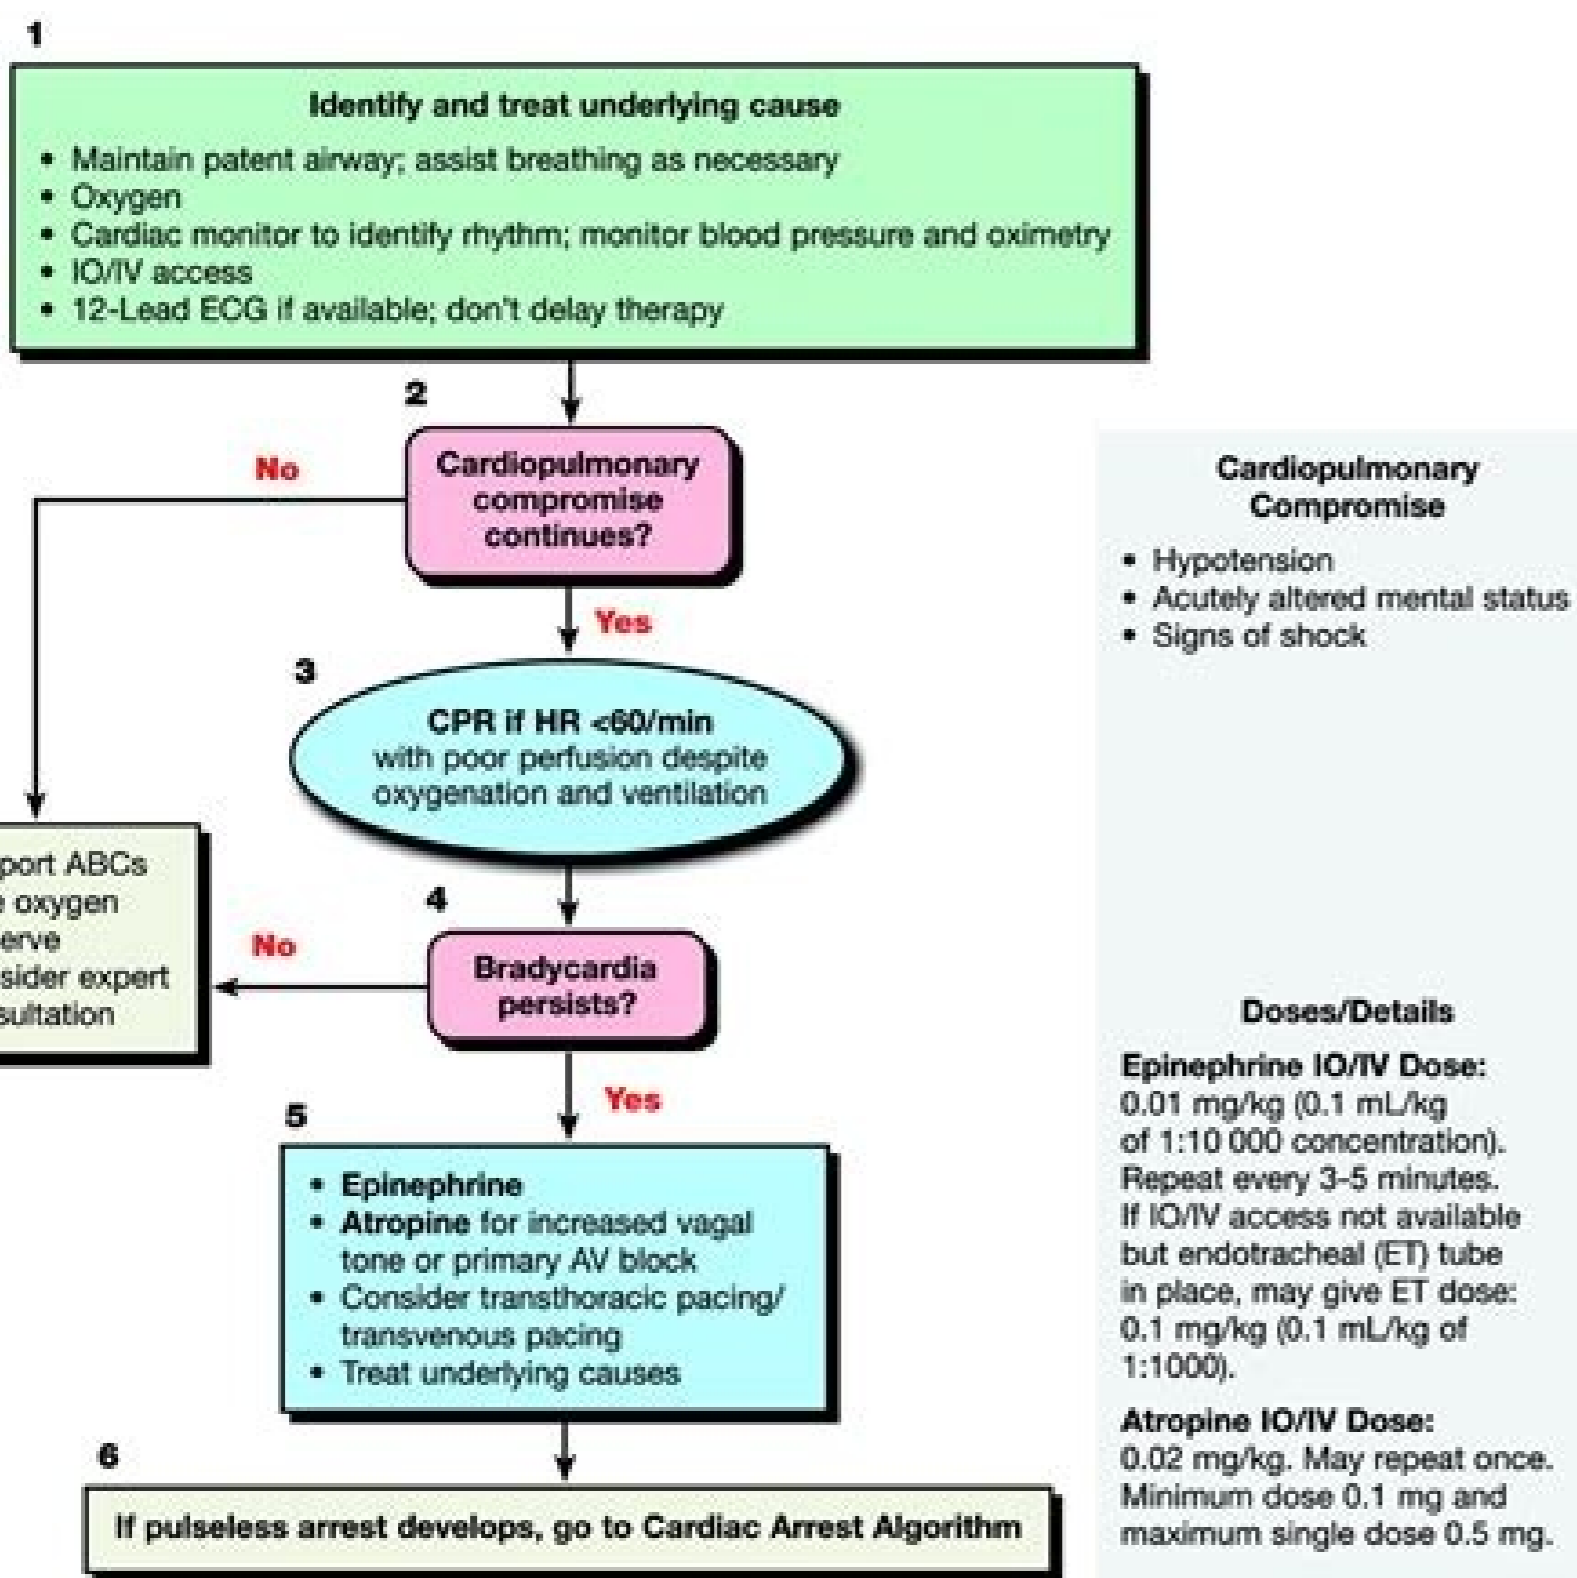 1
Identify and treat underlying cause
• Maintain patent airway; assist breathing as necessary
• Oxygen
• Cardiac monitor to identify rhythm; monitor blood pressure and oximetry
• IO/IV access
• 12-Lead ECG if available; don't delay therapy
2
Cardiopulmonary
compromise
continues?
No
Yes
Cardiopulmonary
Compromise
• Hypotension
• Acutely altered mental status
• Signs of shock
3
CPR if HR <60/min
with poor perfusion despite
oxygenation and ventilation
port ABCs
e oxygen
erve
sider expert
sultation
4
No
Bradycardia
persists?
Yes
5
• Epinephrine
• Atropine for increased vagal
tone or primary AV block
• Consider transthoracic pacing/
transvenous pacing
• Treat underlying causes
Doses/Details
Epinephrine IO/IV Dose:
0.01 mg/kg (0.1 mL/kg
of 1:10 000 concentration).
Repeat every 3-5 minutes.
If IO/IV access not available
but endotracheal (ET) tube
in place, may give ET dose:
0.1 mg/kg (0.1 mL/kg of
1:1000).
Atropine IO/IV Dose:
0.02 mg/kg. May repeat once.
Minimum dose 0.1 mg and
maximum single dose 0.5 mg.
6
If pulseless arrest develops, go to Cardiac Arrest Algorithm